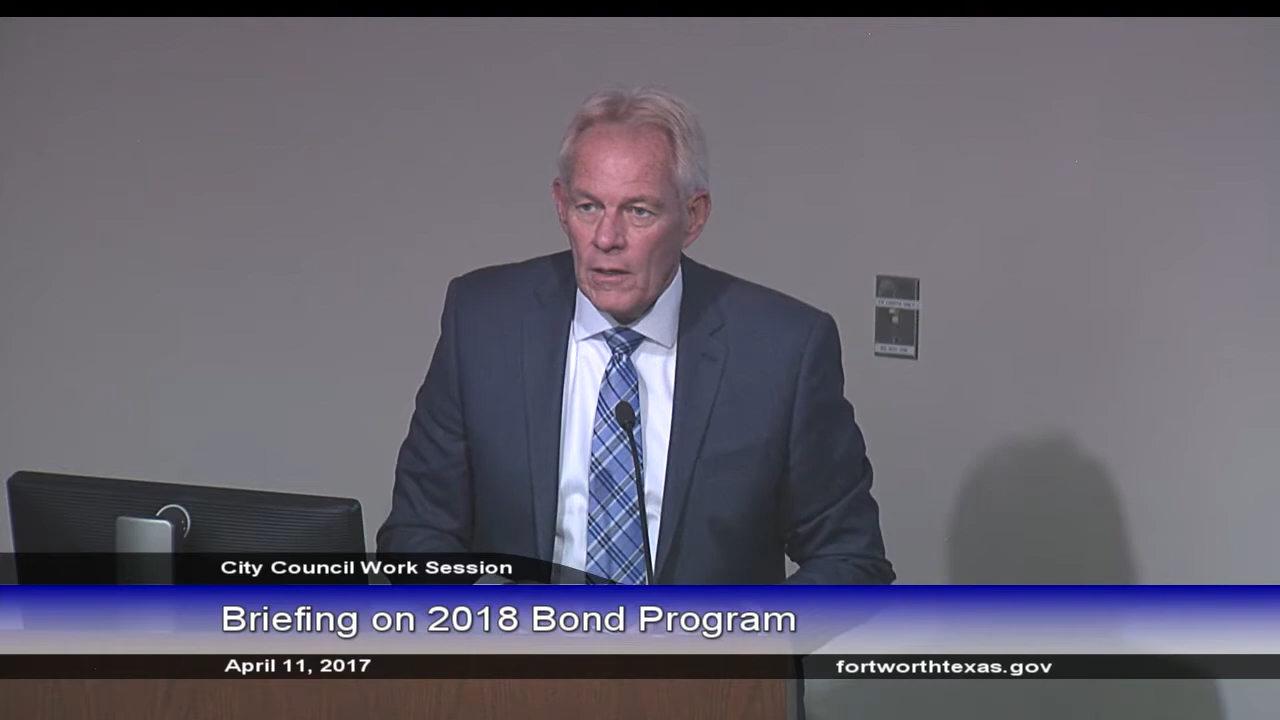 City Council Work Session
Briefing on 2018 Bond Program
April 11, 2017
fortworthtexas.gov